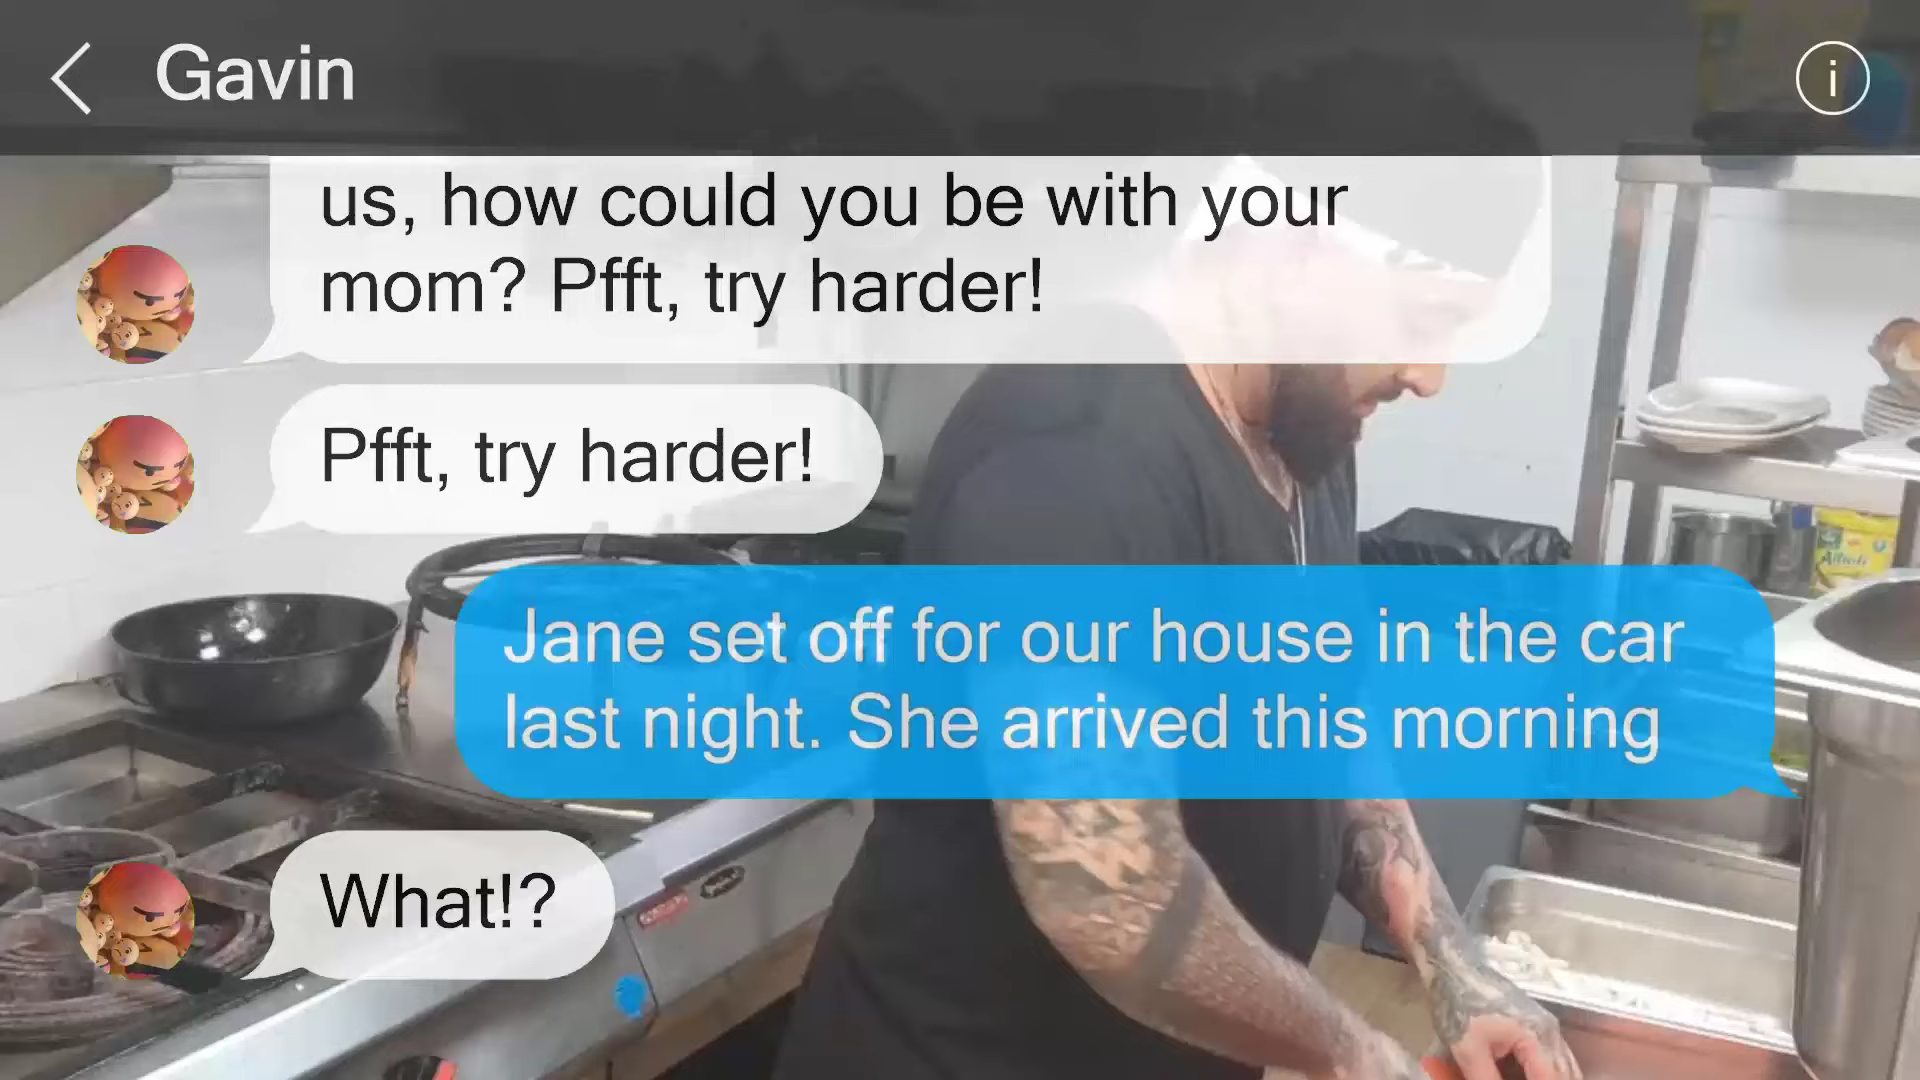 Gavin
i
us, how could you be with your
mom? Pfft, try harder!
Pfft, try harder!
Jane set off for our house in the car
last night. She arrived this morning
What!?